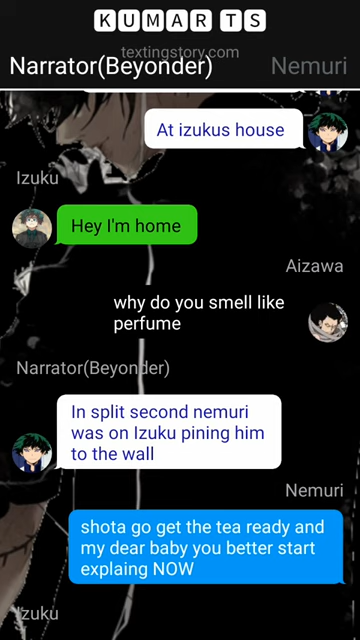 KUMAR TS
textingstory.com
Narrator(Beyonder) Nemuri
At izukus house
Izuku
Hey I'm home
Aizawa
why do you smell like
perfume
Narrator(Beyonder)
In split second nemuri
was on Izuku pining him
to the wall
Nemuri
shota go get the tea ready and
my dear baby you better start
explaing NOW
Izuku